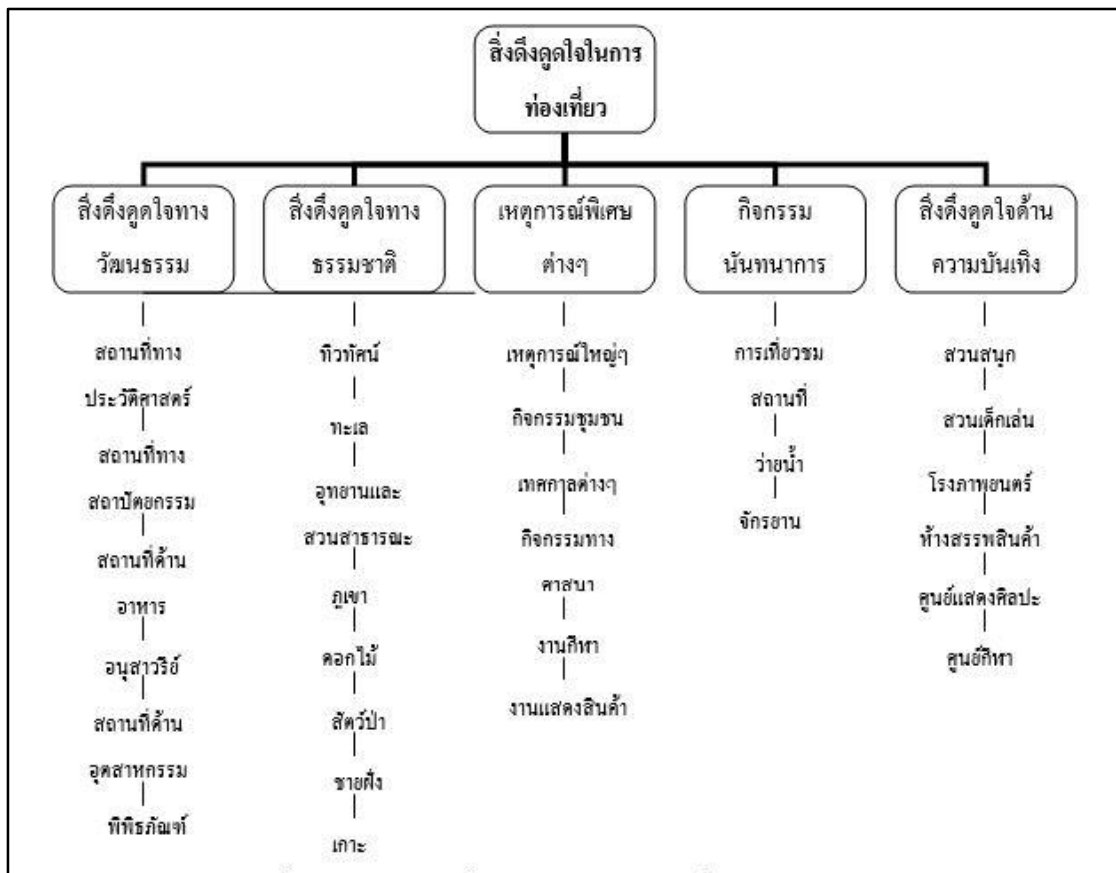 สิ่งดึงดูดใจในการ
ท่องเที่ยว
สิ่งดึงดูดใจทาง
วัฒนธรรม
สถานที่ทาง
ประวัติศาสตร์
สถานที่ทาง
สถาปัตยกรรม
สถานที่ด้าน
อาหาร
อนุสาวรีย์
สถานที่ด้าน
อุตสาหกรรม
พิพิธภัณฑ์
สิ่งดึงดูดใจทาง
ธรรมชาติ
ทิวทัศน์
ทะเล
อุทยานและ
สวนสาธารณะ
ภูเขา
ดอกไม้
สัตว์ป่า
ชายฝั่ง
เกาะ
เหตุการณ์พิเศษ
ต่างๆ
เหตุการณ์ใหญ่ๆ
กิจกรรมชุมชน
เทศกาลต่างๆ
กิจกรรมทาง
ศาสนา
งานกีฬา
งานแสดงสินค้า
กิจกรรม
นันทนาการ
การเที่ยวชม
สถานที่
ว่ายน้ำ
จักรยาน
สิ่งดึงดูดใจด้าน
ความบันเทิง
สวนสนุก
สวนเด็กเล่น
โรงภาพยนตร์
ห้างสรรพสินค้า
ศูนย์แสดงศิลปะ
ศูนย์กีฬา